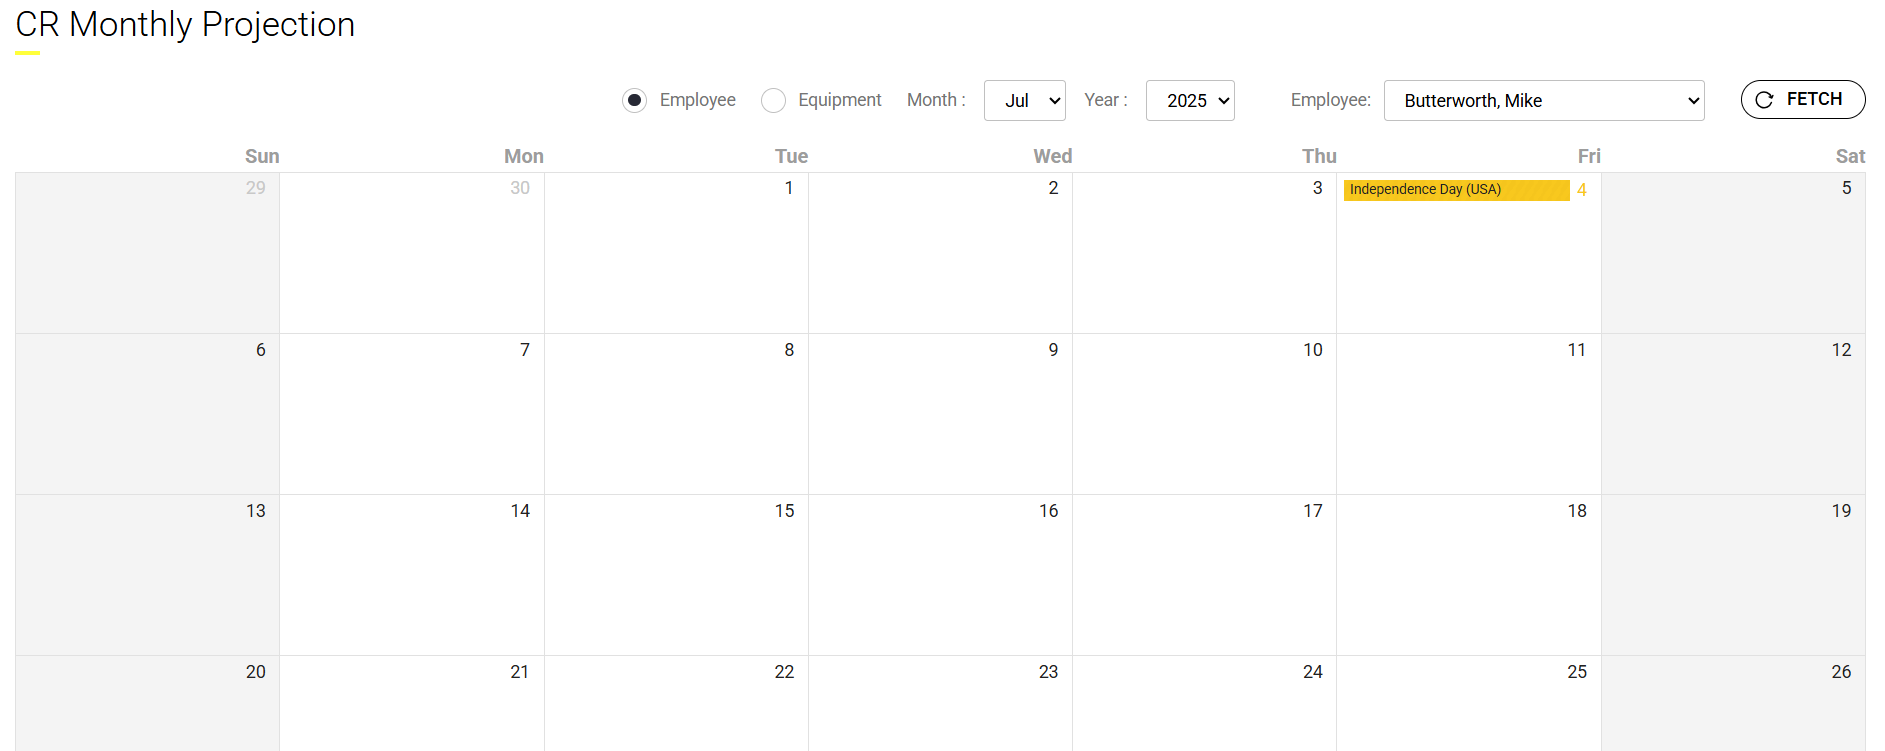 CR Monthly Projection
Employee Equipment Month : Jul Year : 2025 Employee: Butterworth, Mike FETCH
Sun Mon Tue Wed Thu Fri Sat
29 30 1 2 3 Independence Day (USA) 4 5
6 7 8 9 10 11 12
13 14 15 16 17 18 19
20 21 22 23 24 25 26